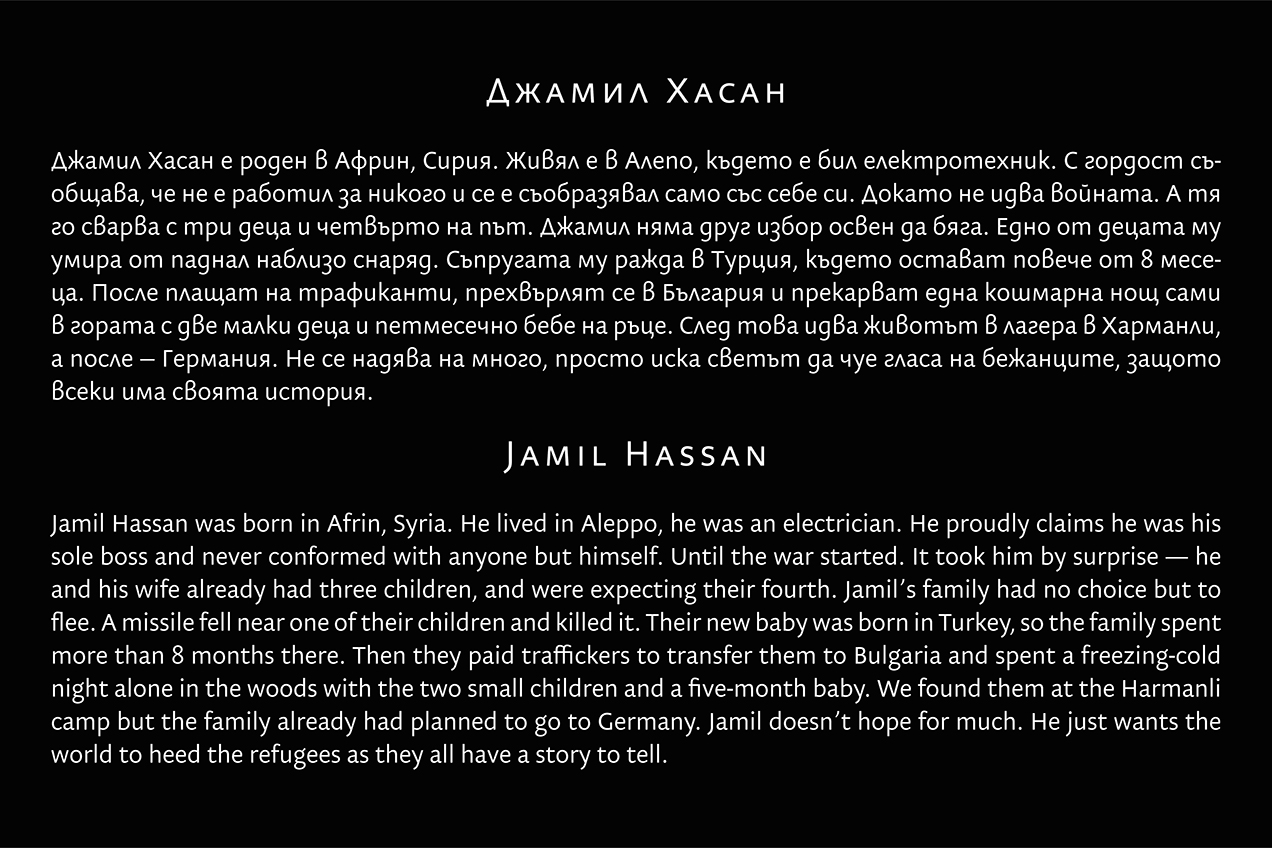 Джамил Хасан
Джамил Хасан е роден в Африн, Сирия. Живял е в Алепо, където е бил електротехник. С гордост съ-
общава, че не е работил за никого и се е съобразявал само със себе си. Докато не идва войната. А тя
го сварва с три деца и четвърто на път. Джамил няма друг избор освен да бяга. Едно от децата му
умира от паднал наблизо снаряд. Съпругата му ражда в Турция, където остават повече от 8 месе-
ца. После плащат на трафиканти, прехвърлят се в България и прекарват една кошмарна нощ сами
в гората с две малки деца и петмесечно бебе на ръце. След това идва животът в лагера в Харманли,
а после – Германия. Не се надява на много, просто иска светът да чуе гласа на бежанците, защото
всеки има своята история.
Jamil Hassan
Jamil Hassan was born in Afrin, Syria. He lived in Aleppo, he was an electrician. He proudly claims he was his
sole boss and never conformed with anyone but himself. Until the war started. It took him by surprise — he
and his wife already had three children, and were expecting their fourth. Jamil’s family had no choice but to
flee. A missile fell near one of their children and killed it. Their new baby was born in Turkey, so the family spent
more than 8 months there. Then they paid traffickers to transfer them to Bulgaria and spent a freezing-cold
night alone in the woods with the two small children and a five-month baby. We found them at the Harmanli
camp but the family already had planned to go to Germany. Jamil doesn’t hope for much. He just wants the
world to heed the refugees as they all have a story to tell.